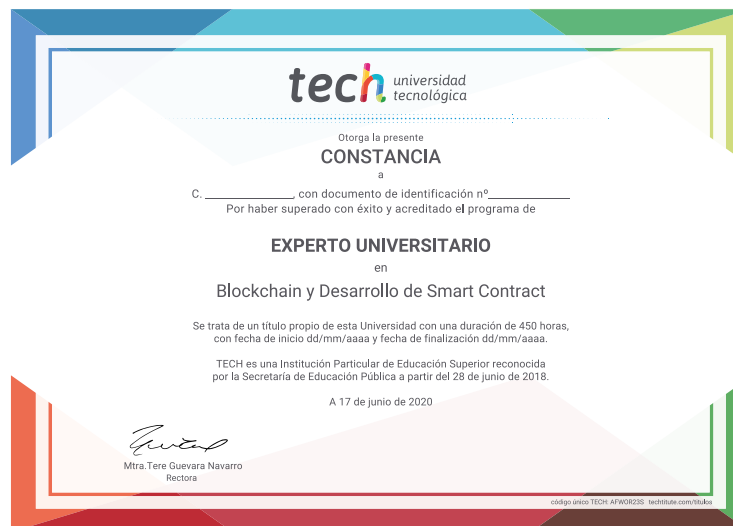 tech universidad
tecnológica
Otorga la presente
CONSTANCIA
a
C. ______________, con documento de identificación nº_____________
Por haber superado con éxito y acreditado el programa de
EXPERTO UNIVERSITARIO
en
Blockchain y Desarrollo de Smart Contract
Se trata de un título propio de esta Universidad con una duración de 450 horas,
con fecha de inicio dd/mm/aaaa y fecha de finalización dd/mm/aaaa.
TECH es una Institución Particular de Educación Superior reconocida
por la Secretaría de Educación Pública a partir del 28 de junio de 2018.
A 17 de junio de 2020
Mtra.Tere Guevara Navarro
Rectora
código único TECH: AFWOR23S techtitute.com/titulos